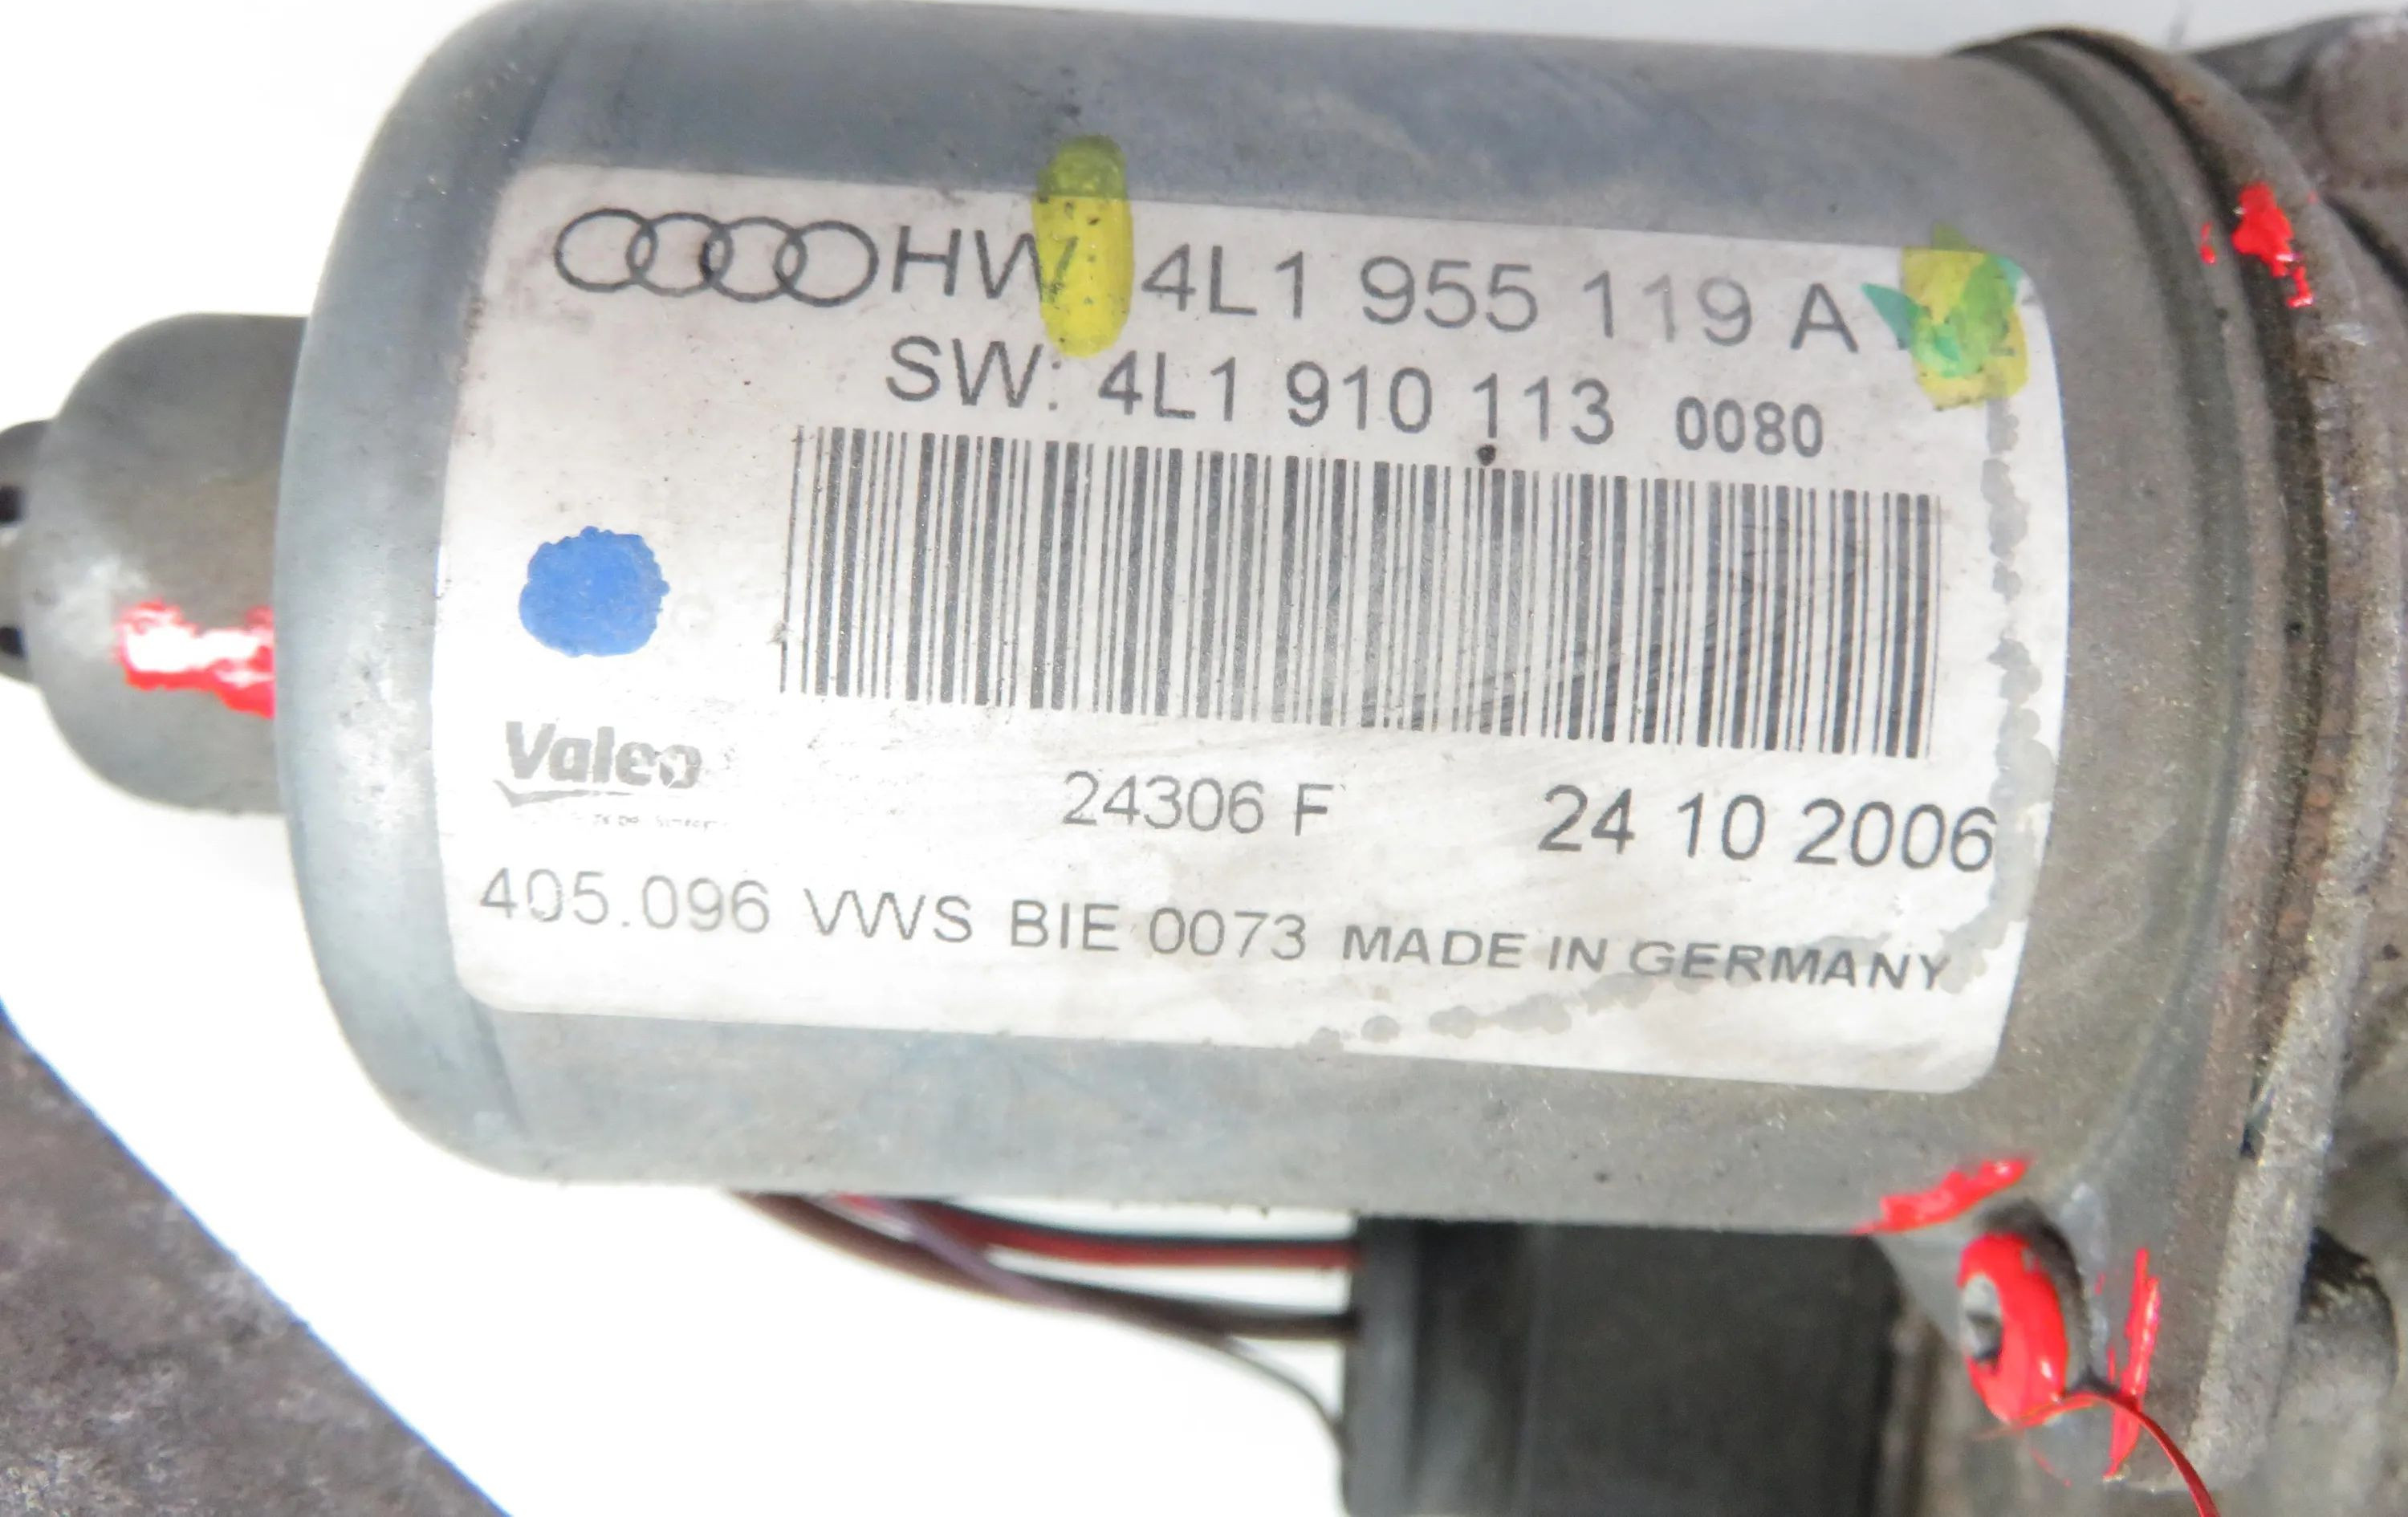 HW: 4L1 955 119 A
SW: 4L1 910 113 0080
Valeo
24306 F 24 10 2006
405.096 VWS BIE 0073 MADE IN GERMANY